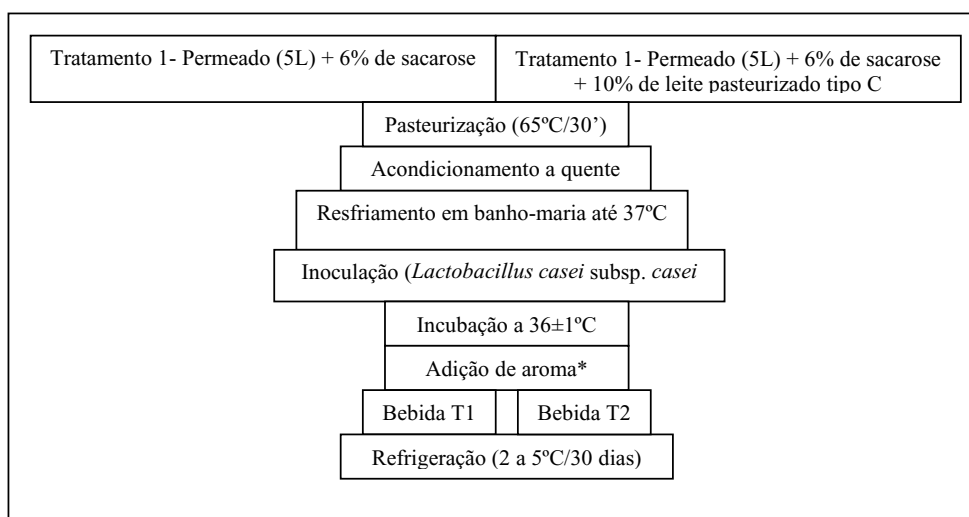 Tratamento 1- Permeado (5L) + 6% de sacarose
Tratamento 1- Permeado (5L) + 6% de sacarose
+ 10% de leite pasteurizado tipo C
Pasteurização (65ºC/30’)
Acondicionamento a quente
Resfriamento em banho-maria até 37ºC
Inoculação (Lactobacillus casei subsp. casei
Incubação a 36±1ºC
Adição de aroma*
Bebida T1
Bebida T2
Refrigeração (2 a 5ºC/30 dias)